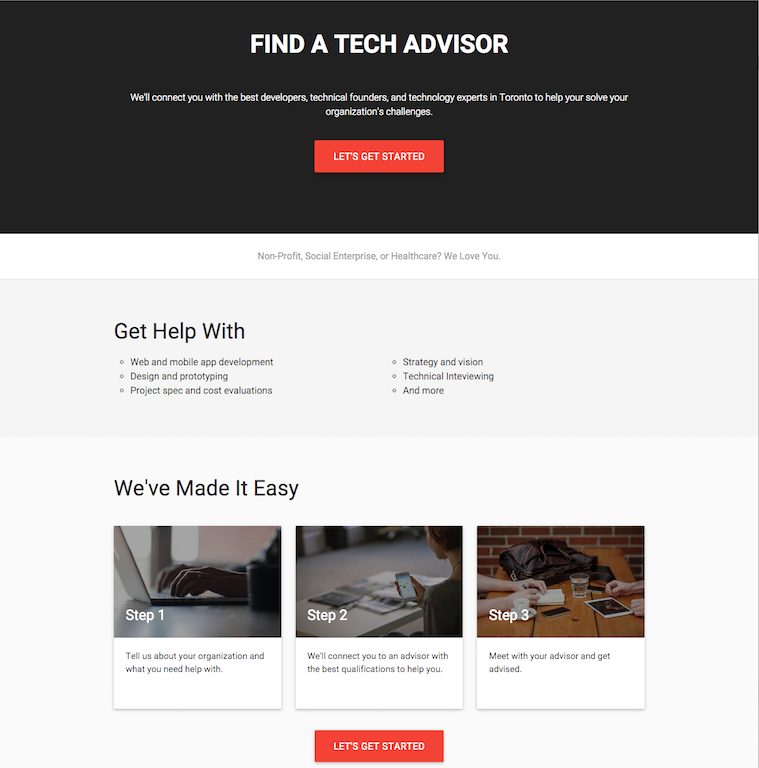 FIND A TECH ADVISOR
We'll connect you with the best developers, technical founders, and technology experts in Toronto to help your solve your
organization's challenges.
LET'S GET STARTED
Non-Profit, Social Enterprise, or Healthcare? We Love You.
Get Help With
Web and mobile app development
Design and prototyping
Project spec and cost evaluations
Strategy and vision
Technical Inteviewing
And more
We've Made It Easy
Step 1
Tell us about your organization and
what you need help with.
Step 2
We'll connect you to an advisor with
the best qualifications to help you.
Step 3
Meet with your advisor and get
advised.
LET'S GET STARTED